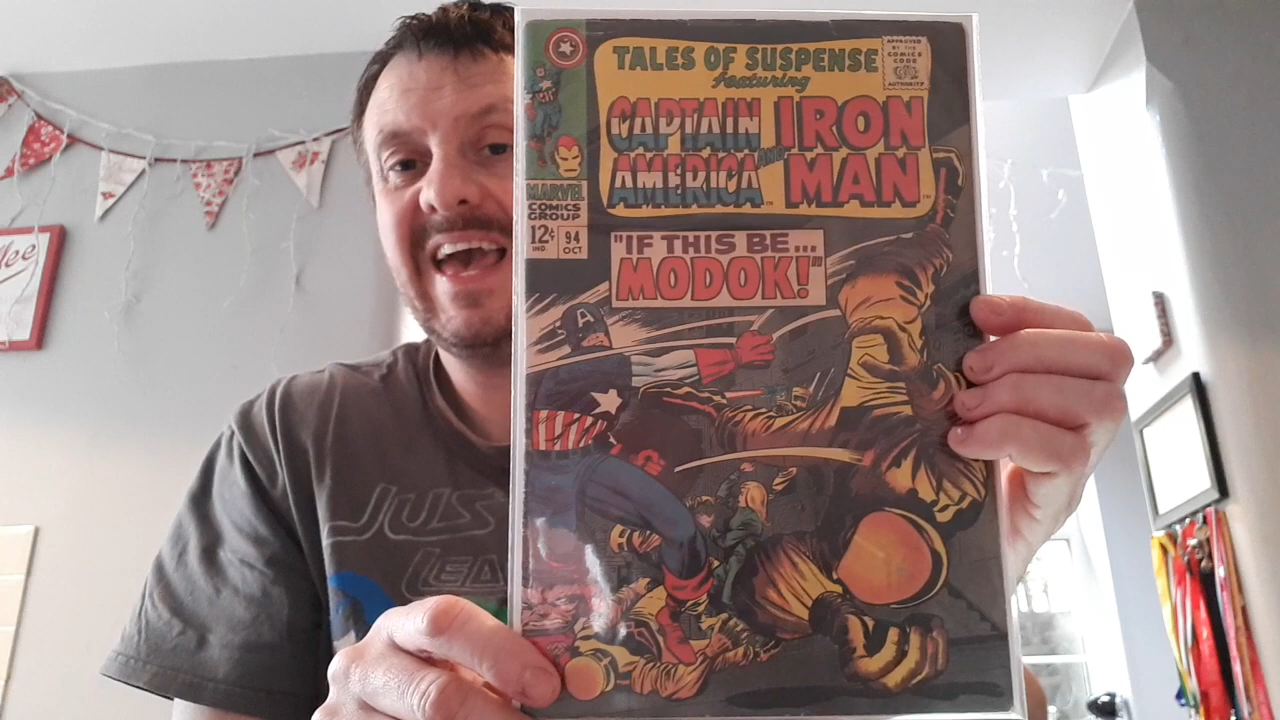 TALES OF SUSPENSE
featuring
CAPTAIN AMERICA
AND
IRON MAN
APPROVED
BY THE
COMICS
CODE
AUTHORITY
MARVEL
COMICS
GROUP
12¢ 94
IND. OCT
"IF THIS BE...
MODOK!"
A
JUST
LEA